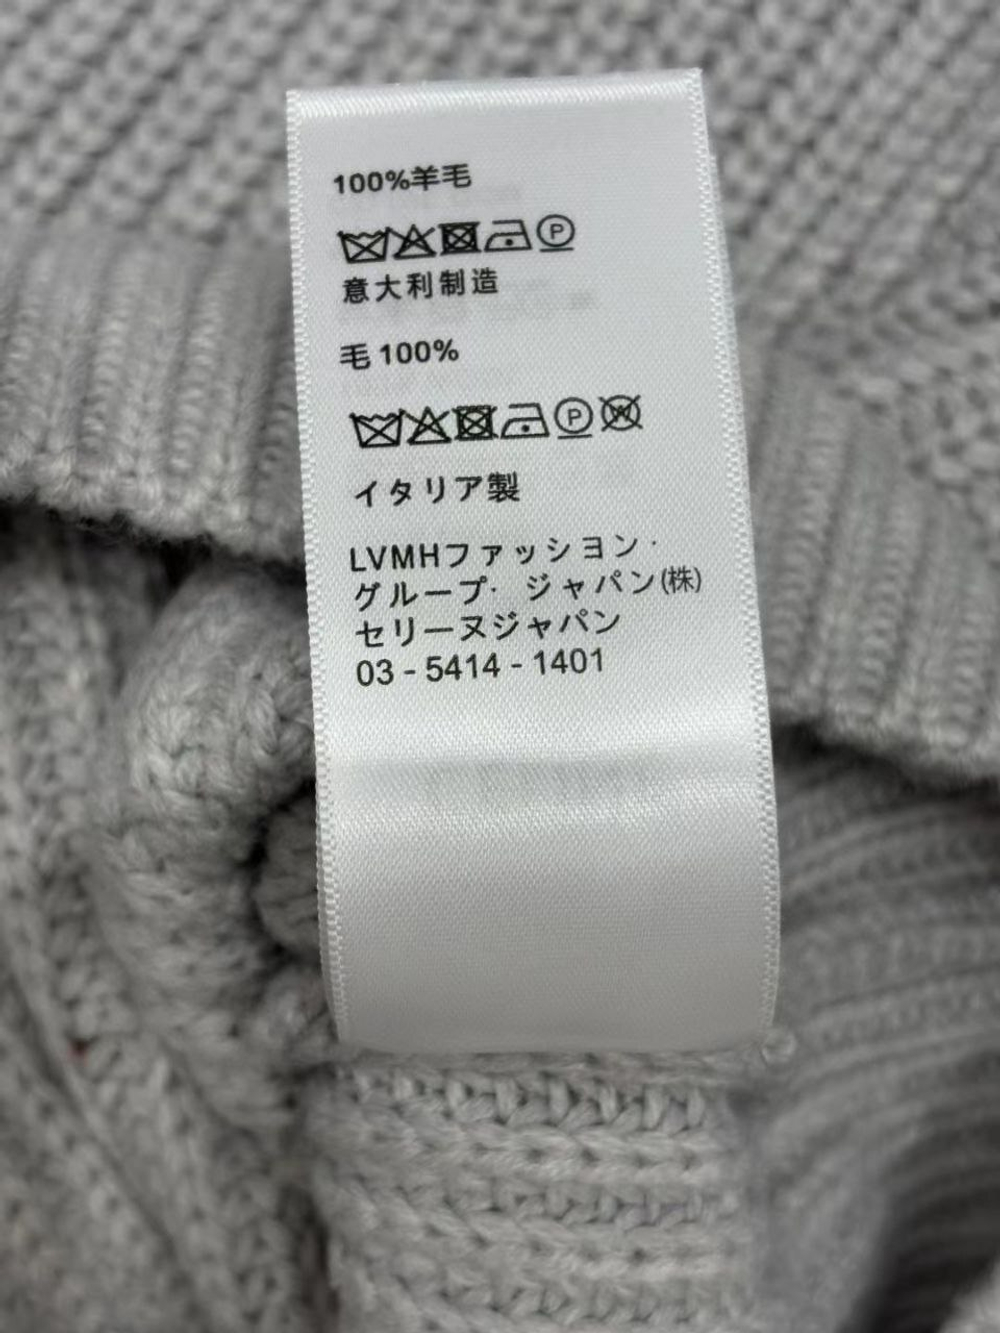 100%羊毛
P
意大利制造
毛 100%
P W
イタリア製
LVMHファッション・
グループ・ジャパン(株)
セリーヌジャパン
03 - 5414 - 1401